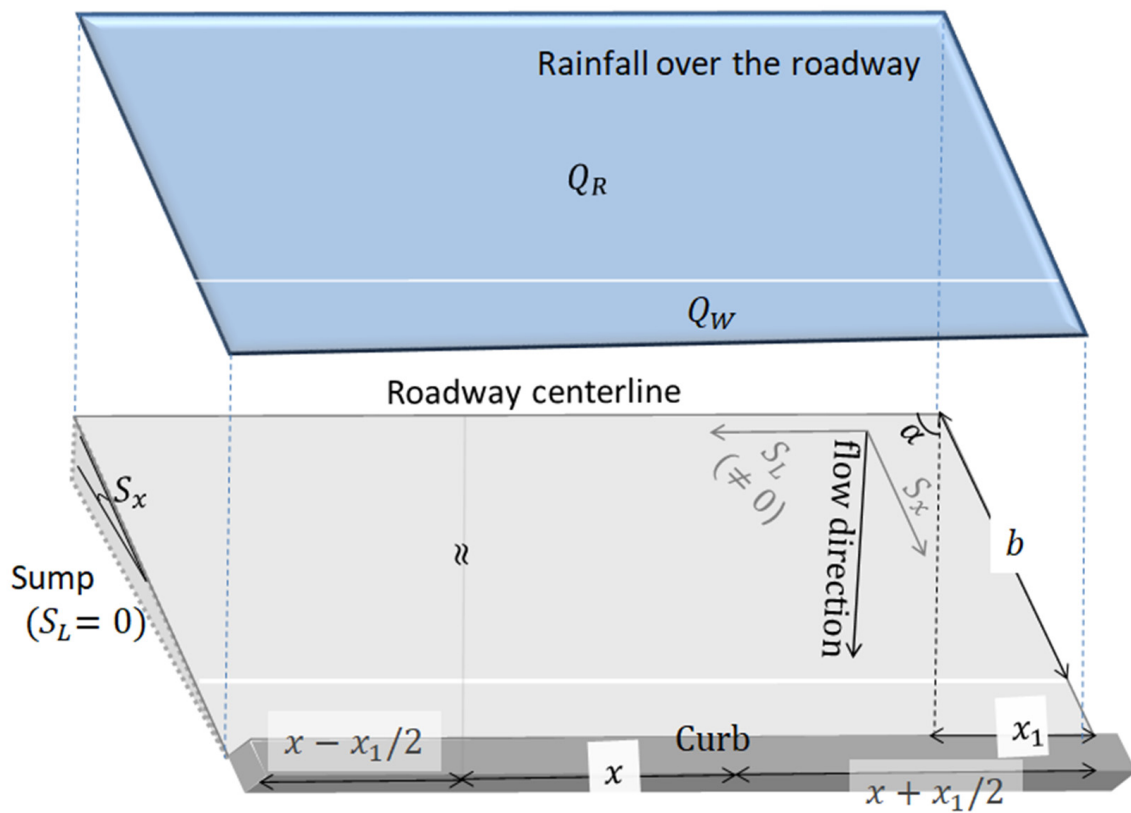 Rainfall over the roadway
Q_R
Q_W
Roadway centerline
α
S_L
(≠ 0)
flow direction
S_x
S_x
≈
b
Sump
(S_L = 0)
x_1
Curb
x − x_1/2
x
x + x_1/2